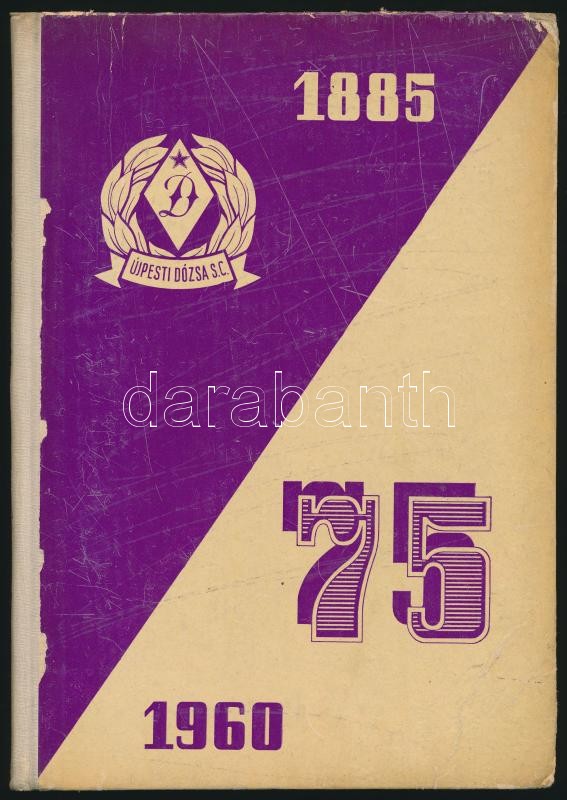 1885
D
ÚJPESTI DÓZSA S.C.
darabanth
75
1960